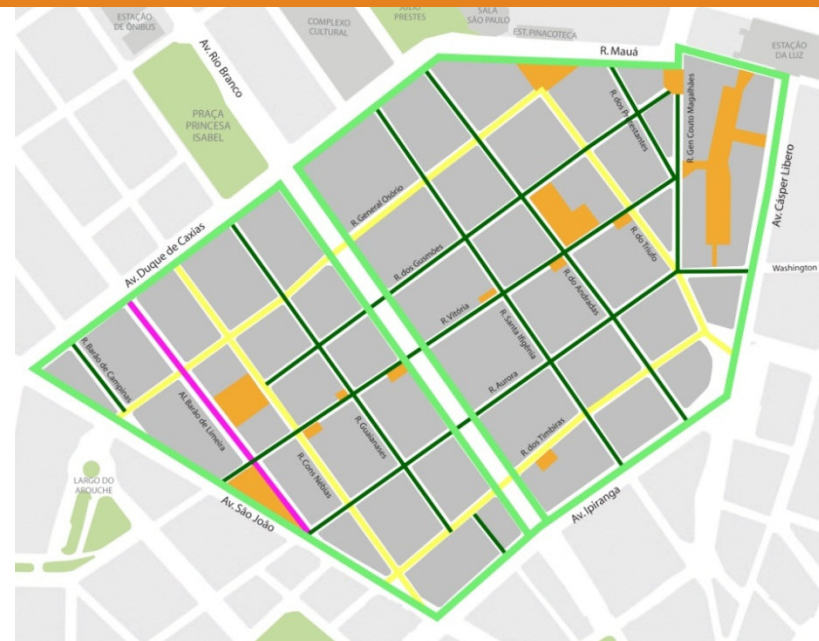 ESTAÇÃO
DE ÔNIBUS
COMPLEXO
CULTURAL
JÚLIO
PRESTES
SALA
SÃO PAULO
EST. PINACOTECA
R. Mauá
ESTAÇÃO
DA LUZ
Av. Rio Branco
PRAÇA
PRINCESA
ISABEL
R. dos Protestantes
R. Gen Couto Magalhães
Av. Cásper Libero
R. General Osório
Av. Duque de Caxias
R. dos Gusmões
R. do Triufo
Washington
R. Vitória
R. do Andradas
R. Santa Ifigênia
R. Barão de Campinas
Al. Barão de Limeira
R. Aurora
R. Guaianases
R. dos Timbiras
R. Cons Nébias
LARGO DO
AROUCHE
Av. São João
Av. Ipiranga